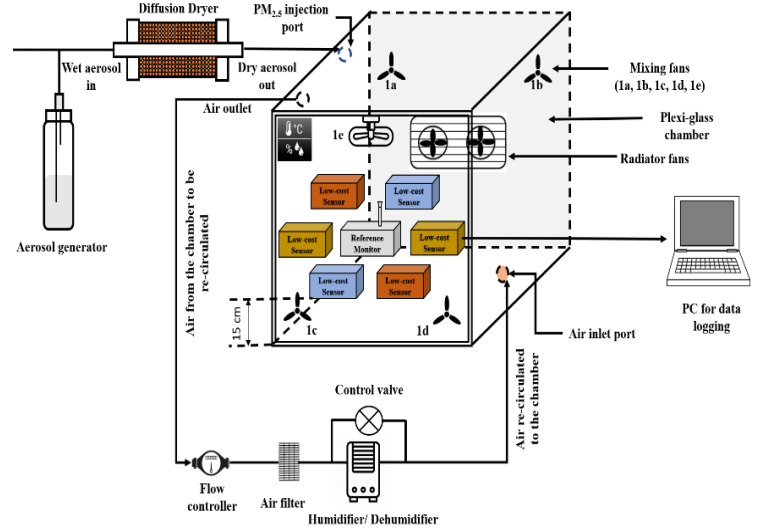 Diffusion Dryer
PM2.5 injection
port
Wet aerosol
in
Dry aerosol
out
Air outlet
1a
1b
Mixing fans
(1a, 1b, 1c, 1d, 1e)
Plexi-glass
chamber
°C
%
1e
Radiator fans
Aerosol generator
Air from the chamber to be
re-circulated
Low-cost
Sensor
Low-cost
Sensor
Low-cost
Sensor
Reference
Monitor
Low-cost
Sensor
Low-cost
Sensor
Low-cost
Sensor
PC for data
logging
15 cm
1c
1d
Air inlet port
Air re-circulated
to the chamber
Control valve
Flow
controller
Air filter
Humidifier/ Dehumidifier